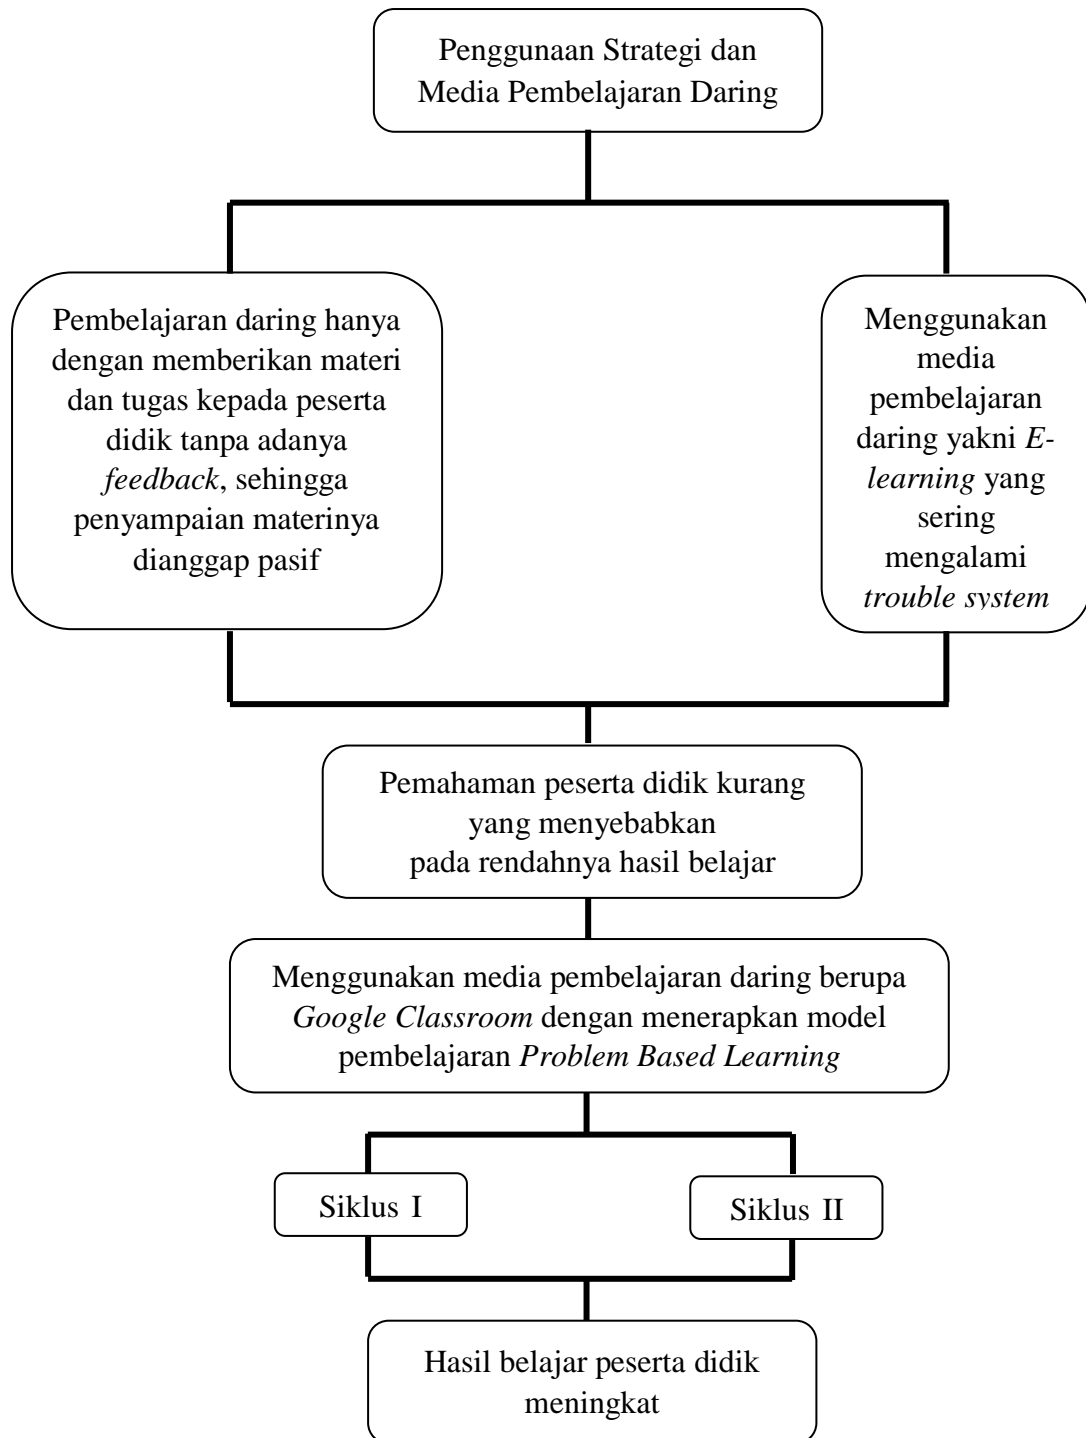 Penggunaan Strategi dan
Media Pembelajaran Daring
Pembelajaran daring hanya
dengan memberikan materi
dan tugas kepada peserta
didik tanpa adanya
feedback, sehingga
penyampaian materinya
dianggap pasif
Menggunakan
media
pembelajaran
daring yakni E-
learning yang
sering
mengalami
trouble system
Pemahaman peserta didik kurang
yang menyebabkan
pada rendahnya hasil belajar
Menggunakan media pembelajaran daring berupa
Google Classroom dengan menerapkan model
pembelajaran Problem Based Learning
Siklus I
Siklus II
Hasil belajar peserta didik
meningkat